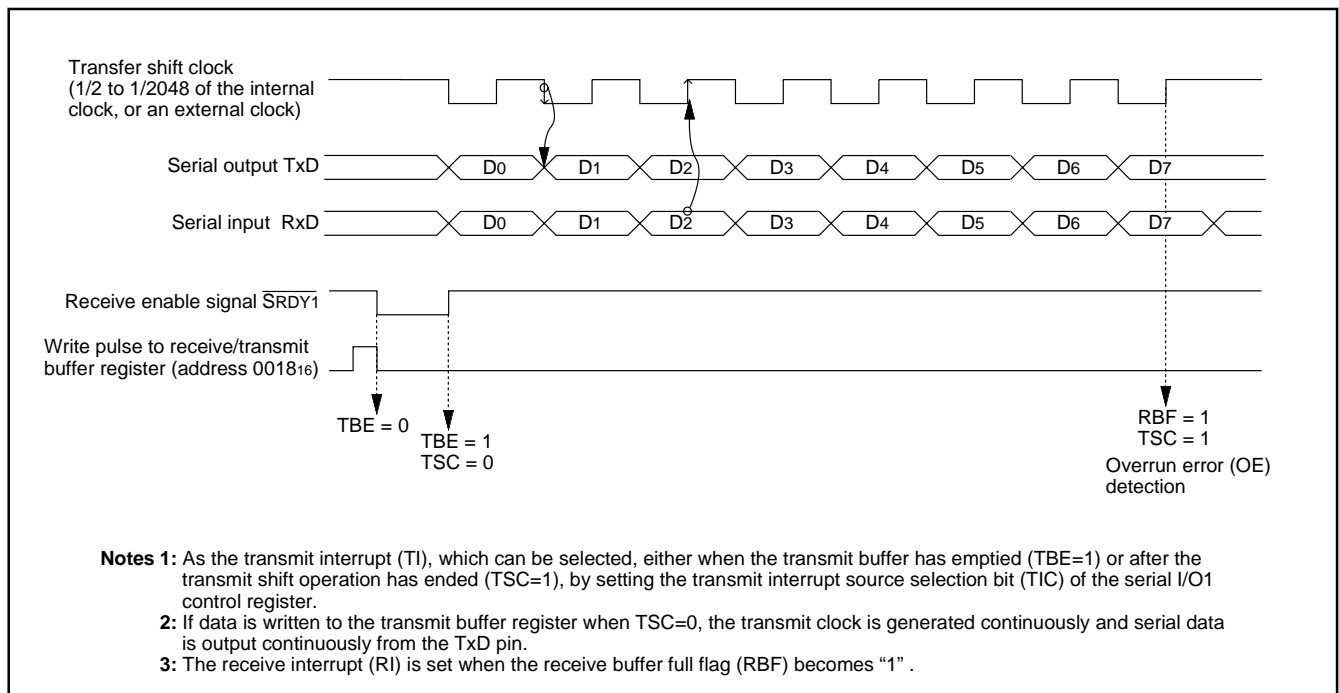 Transfer shift clock
(1/2 to 1/2048 of the internal
clock, or an external clock)
Serial output TxD
D0 D1 D2 D3 D4 D5 D6 D7
Serial input RxD
D0 D1 D2 D3 D4 D5 D6 D7
Receive enable signal SRDY1
Write pulse to receive/transmit
buffer register (address 001816)
TBE = 0
TBE = 1
TSC = 0
RBF = 1
TSC = 1
Overrun error (OE)
detection
Notes 1: As the transmit interrupt (TI), which can be selected, either when the transmit buffer has emptied (TBE=1) or after the
transmit shift operation has ended (TSC=1), by setting the transmit interrupt source selection bit (TIC) of the serial I/O1
control register.
2: If data is written to the transmit buffer register when TSC=0, the transmit clock is generated continuously and serial data
is output continuously from the TxD pin.
3: The receive interrupt (RI) is set when the receive buffer full flag (RBF) becomes “1” .